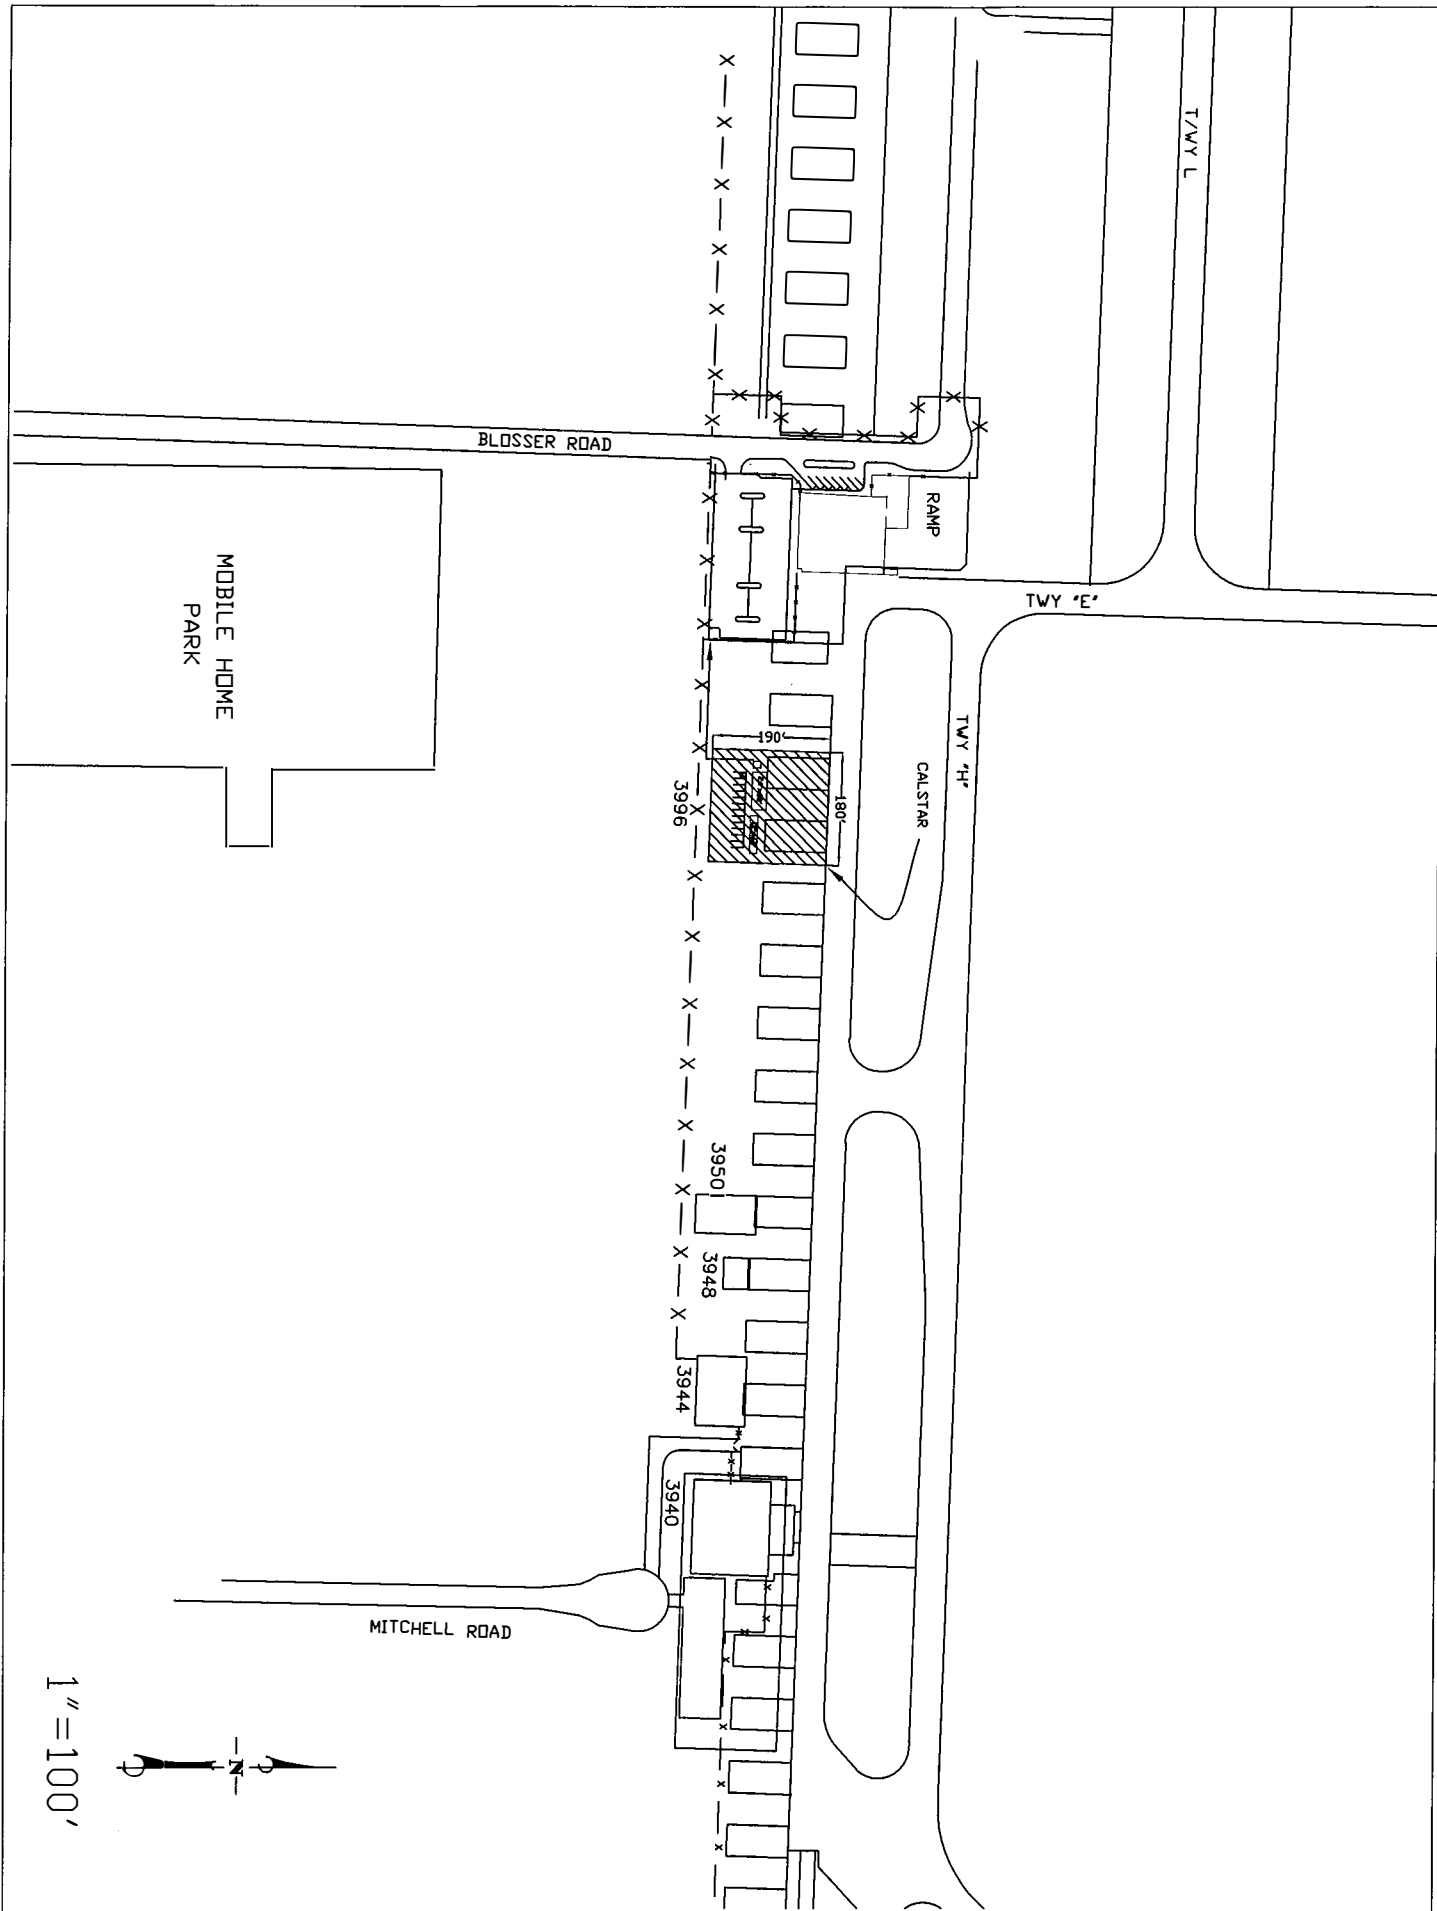 T/WY L
BLOSSER ROAD
RAMP
TWY "E"
MOBILE HOME
PARK
TWY "H"
190'
180'
CALSTAR
3996
3950
3948
3944
3940
MITCHELL ROAD
1"=100'
N